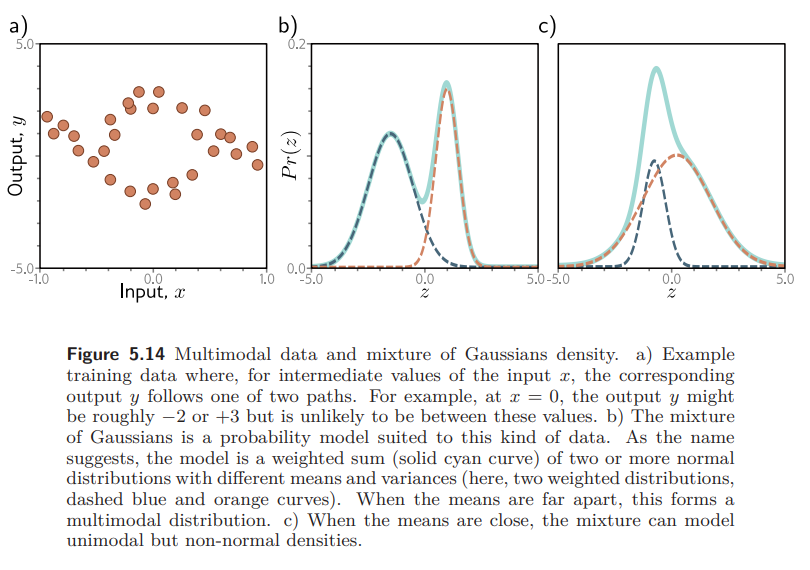 a)
5.0
Output, y
-5.0
-1.0
0.0
1.0
Input, x
b)
0.2
Pr(z)
0.0
-5.0
0.0
5.0
z
c)
-5.0
0.0
5.0
z
Figure 5.14 Multimodal data and mixture of Gaussians density. a) Example
training data where, for intermediate values of the input x, the corresponding
output y follows one of two paths. For example, at x = 0, the output y might
be roughly −2 or +3 but is unlikely to be between these values. b) The mixture
of Gaussians is a probability model suited to this kind of data. As the name
suggests, the model is a weighted sum (solid cyan curve) of two or more normal
distributions with different means and variances (here, two weighted distributions,
dashed blue and orange curves). When the means are far apart, this forms a
multimodal distribution. c) When the means are close, the mixture can model
unimodal but non-normal densities.